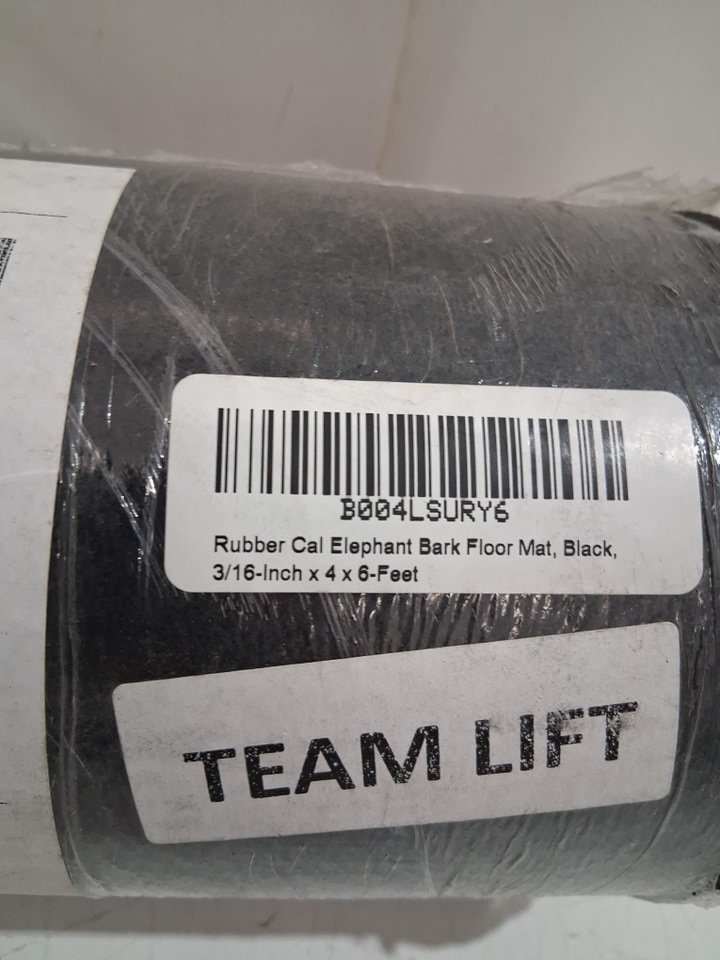 B004LSURY6
Rubber Cal Elephant Bark Floor Mat, Black,
3/16-Inch x 4 x 6-Feet
TEAM LIFT